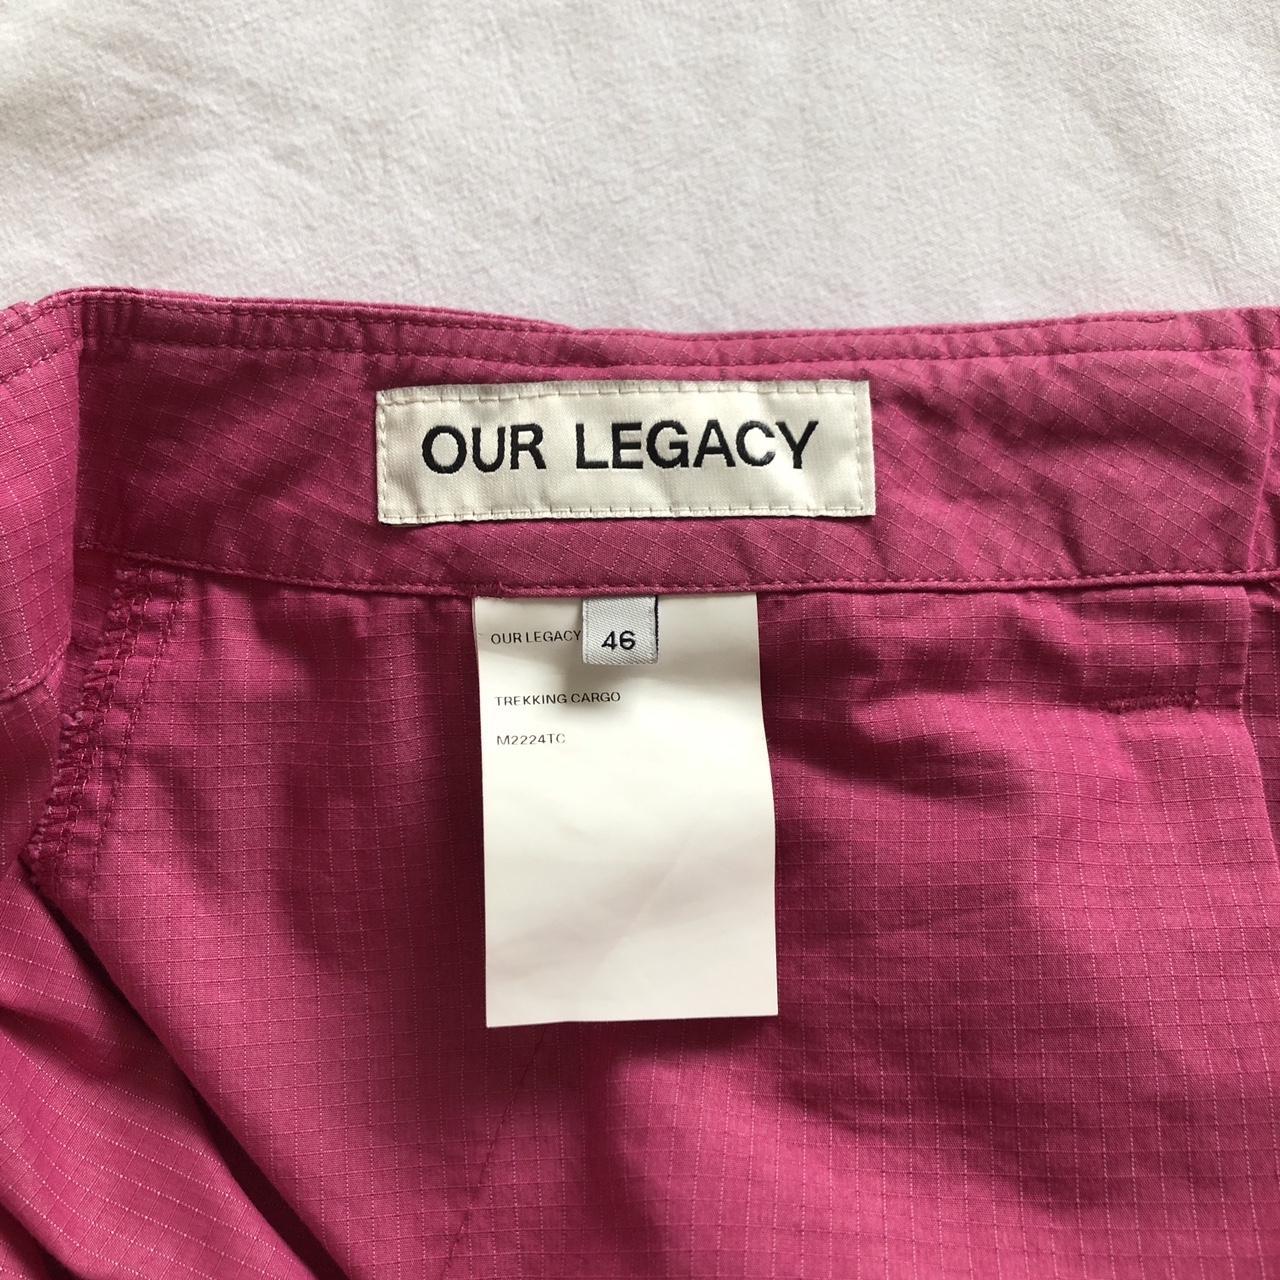 OUR LEGACY
OUR LEGACY 46
TREKKING CARGO
M2224TC